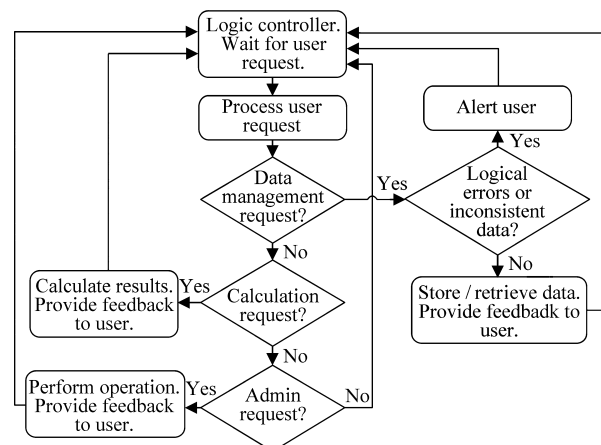 Logic controller.
Wait for user
request.
Process user
request
Alert user
Data
management
request?
Yes
Logical
errors or
inconsistent
data?
Yes
No
No
Calculate results.
Provide feedback
to user.
Yes
Calculation
request?
Store / retrieve data.
Provide feedbadk to
user.
No
Perform operation.
Provide feedback
to user.
Yes
Admin
request?
No